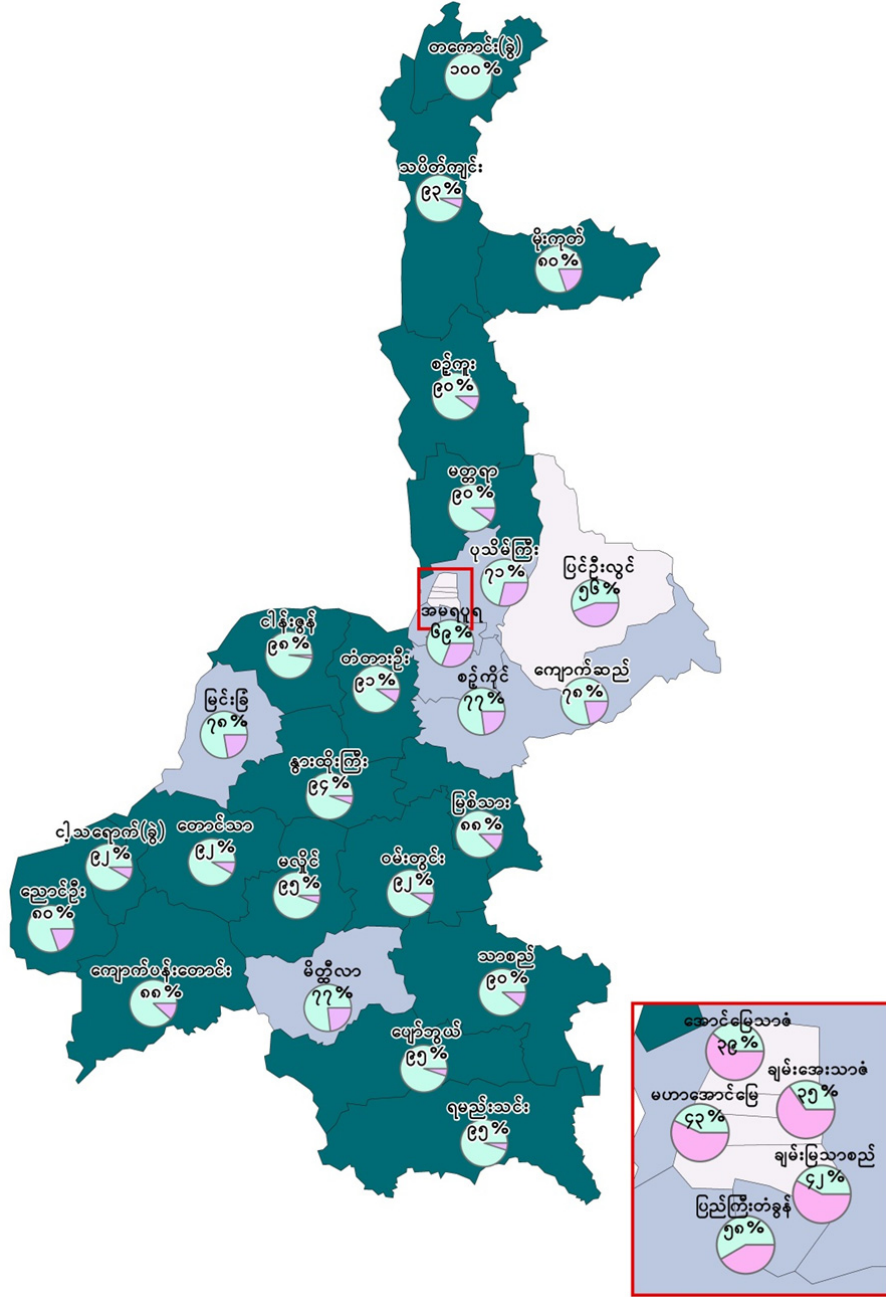 တကောင်း(ခွဲ)
၁၀၀%
သပိတ်ကျင်း
၉၃%
မိုးကုတ်
၈၀%
စဉ့်ကူး
၉၀%
မတ္တရာ
၉၀%
ပုသိမ်ကြီး
၇၁%
ပြင်ဦးလွင်
၅၆%
အမရပူရ
၆၉%
ငါန်းဇွန်
၉၈%
တံတားဦး
၉၁%
ကျောက်ဆည်
၇၈%
စဉ့်ကိုင်
၇၇%
မြင်းခြံ
၇၈%
နွားထိုးကြီး
၉၄%
မြစ်သား
၈၈%
ငါ့သရောက်(ခွဲ)
၉၂%
တောင်သာ
၉၂%
မလှိုင်
၉၅%
ဝမ်းတွင်း
၉၂%
ညောင်ဦး
၈၀%
ကျောက်ပန်းတောင်း
၈၈%
မိတ္ထီလာ
၇၇%
သာစည်
၉၀%
ပျော်ဘွယ်
၉၅%
ရမည်းသင်း
၉၅%
အောင်မြေသာဇံ
၃၉%
ချမ်းအေးသာဇံ
၃၅%
မဟာအောင်မြေ
၄၃%
ချမ်းမြသာစည်
၄၂%
ပြည်ကြီးတံခွန်
၅၈%